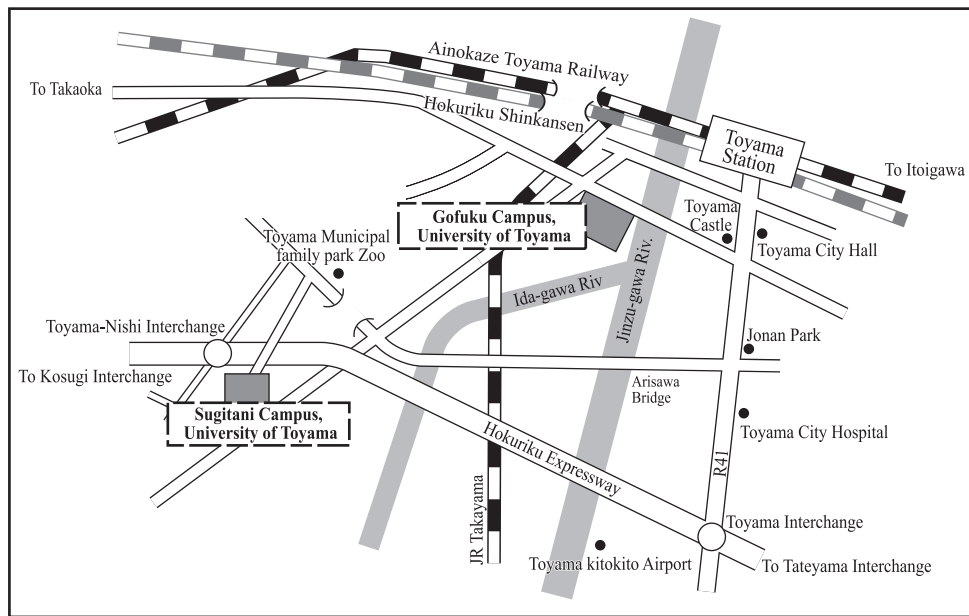 Ainokaze Toyama Railway
To Takaoka
Hokuriku Shinkansen
Toyama
Station
To Itoigawa
Gofuku Campus,
University of Toyama
Toyama
Castle
Toyama City Hall
Toyama Municipal
family park Zoo
Ida-gawa Riv
Jinzu-gawa Riv.
Toyama-Nishi Interchange
Jonan Park
To Kosugi Interchange
Arisawa
Bridge
Sugitani Campus,
University of Toyama
Hokuriku Expressway
Toyama City Hospital
R41
JR Takayama
Toyama Interchange
Toyama kitokito Airport
To Tateyama Interchange